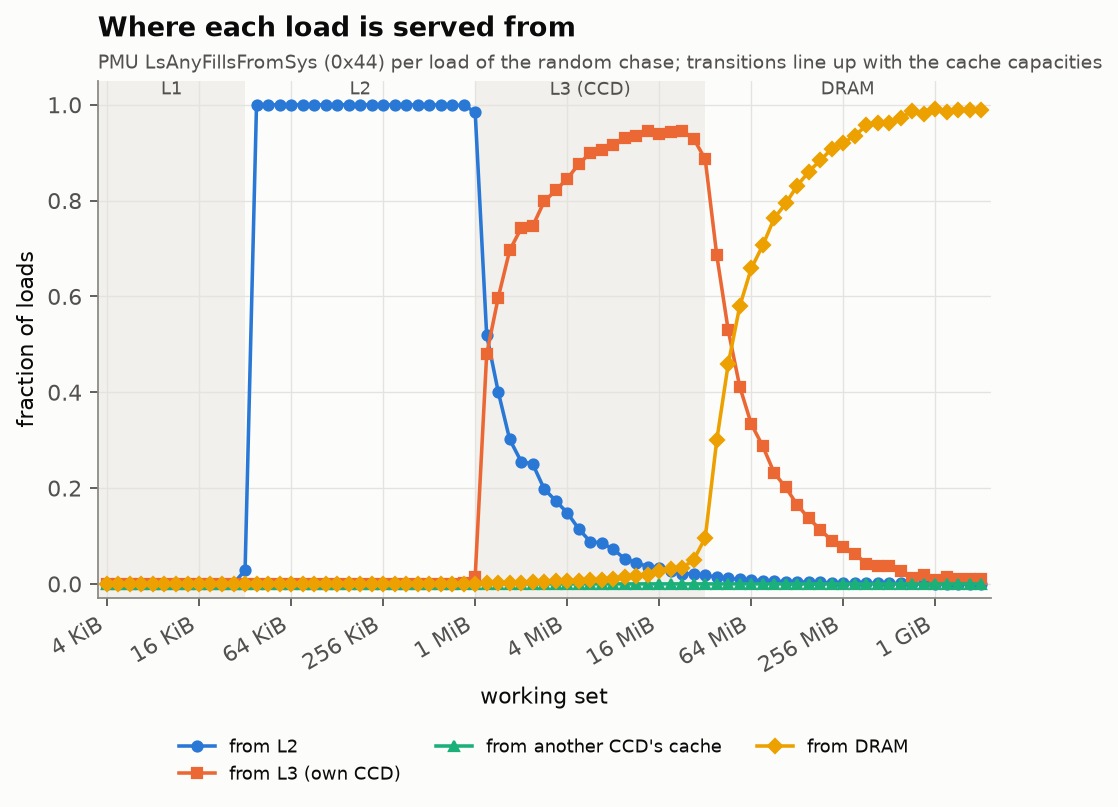 Where each load is served from
PMU LsAnyFillsFromSys (0x44) per load of the random chase; transitions line up with the cache capacities
L1 L2 L3 (CCD) DRAM
1.0
0.8
0.6
0.4
0.2
0.0
fraction of loads
4 KiB 16 KiB 64 KiB 256 KiB 1 MiB 4 MiB 16 MiB 64 MiB 256 MiB 1 GiB
working set
from L2 from another CCD's cache from DRAM
from L3 (own CCD)